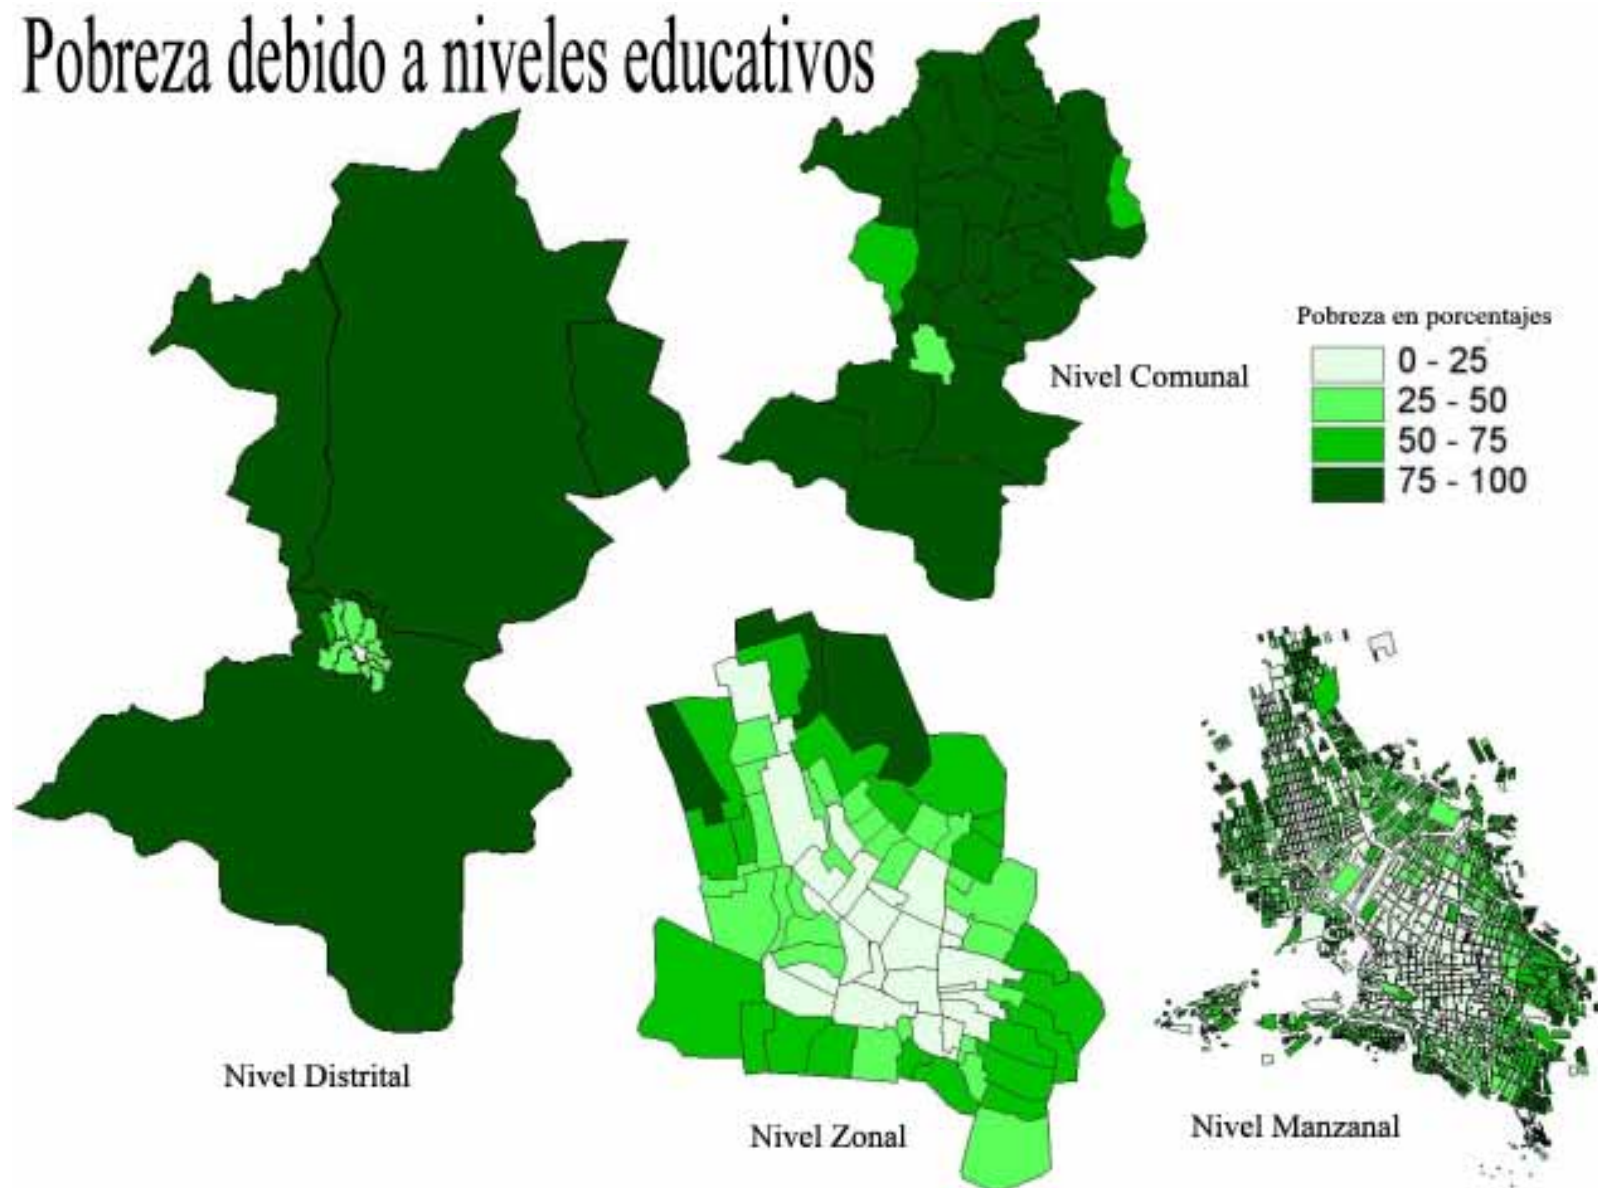 Pobreza debido a niveles educativos
Nivel Comunal
Pobreza en porcentajes
0 - 25
25 - 50
50 - 75
75 - 100
Nivel Distrital
Nivel Zonal
Nivel Manzanal